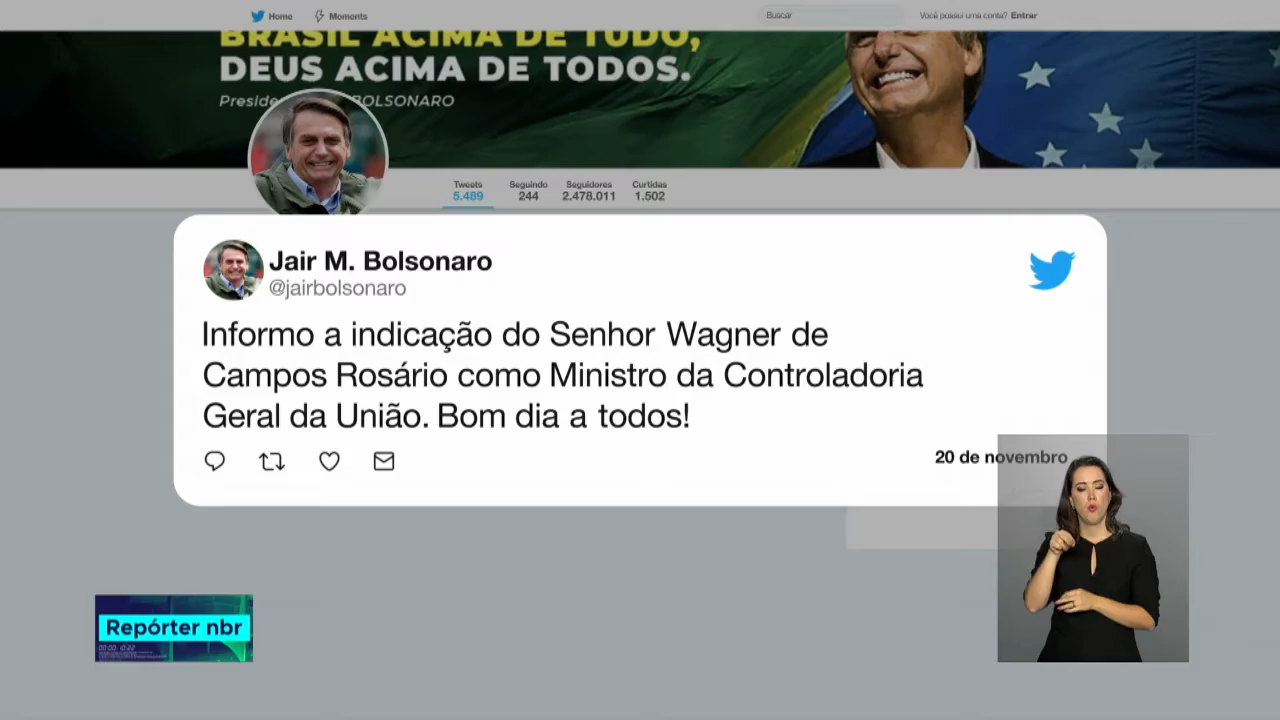 Home
Moments
Buscar
Você possui uma conta? Entrar
BRASIL ACIMA DE TUDO,
DEUS ACIMA DE TODOS.
BOLSONARO
Tweets
Seguindo
Seguidores
Curtidas
5.489
244
2.478.011
1.502
Jair M. Bolsonaro
@jairbolsonaro
Informo a indicação do Senhor Wagner de
Campos Rosário como Ministro da Controladoria
Geral da União. Bom dia a todos!
20 de novembro
Repórter nbr